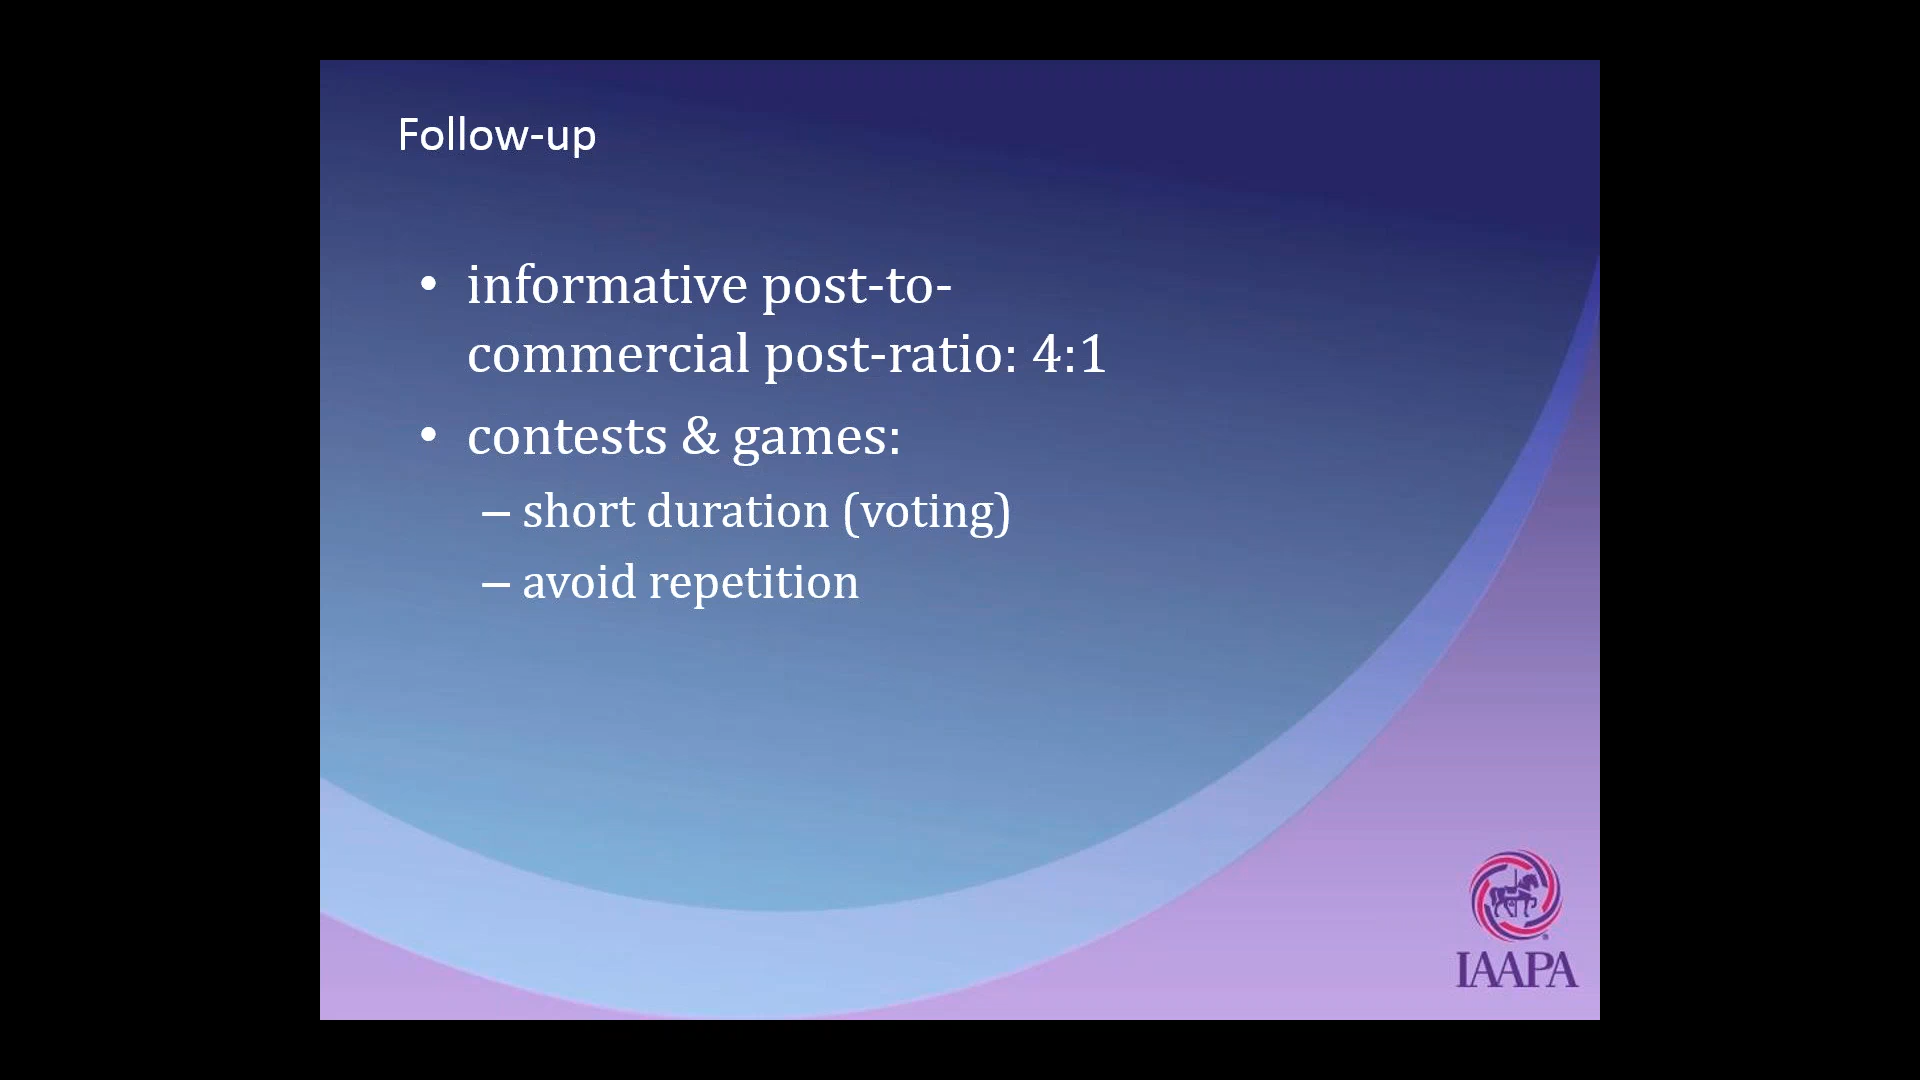 Follow-up
• informative post-to-
commercial post-ratio: 4:1
• contests & games:
– short duration (voting)
– avoid repetition
IAAPA